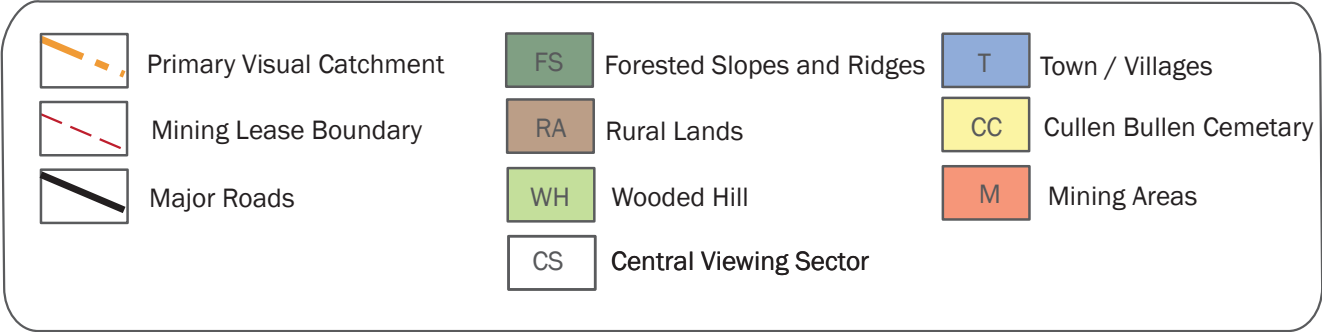 Primary Visual Catchment
Mining Lease Boundary
Major Roads
FS Forested Slopes and Ridges
RA Rural Lands
WH Wooded Hill
CS Central Viewing Sector
T Town / Villages
CC Cullen Bullen Cemetary
M Mining Areas